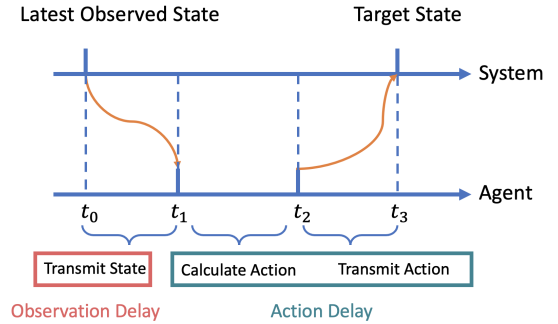 Latest Observed State
Target State
System
Agent
t₀
t₁
t₂
t₃
Transmit State
Calculate Action
Transmit Action
Observation Delay
Action Delay